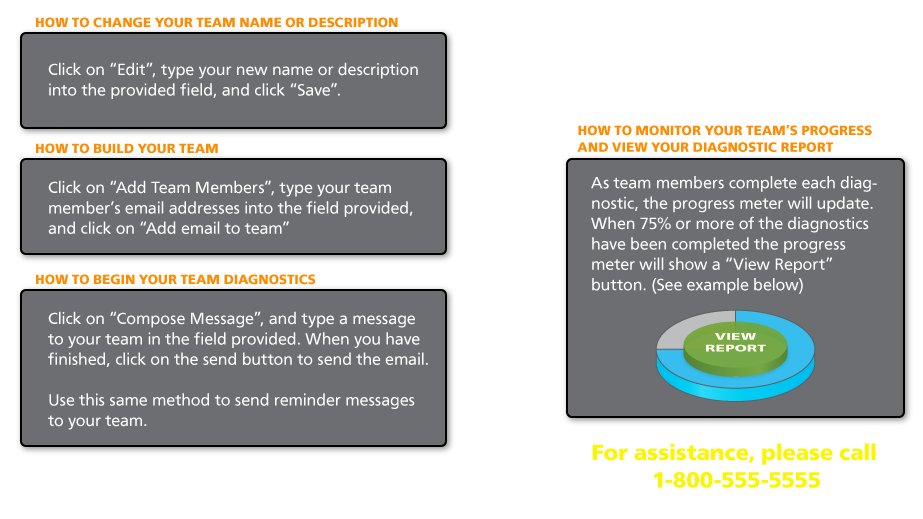 HOW TO CHANGE YOUR TEAM NAME OR DESCRIPTION
Click on “Edit”, type your new name or description
into the provided field, and click “Save”.
HOW TO BUILD YOUR TEAM
Click on “Add Team Members”, type your team
member’s email addresses into the field provided,
and click on “Add email to team”
HOW TO BEGIN YOUR TEAM DIAGNOSTICS
Click on “Compose Message”, and type a message
to your team in the field provided. When you have
finished, click on the send button to send the email.
Use this same method to send reminder messages
to your team.
HOW TO MONITOR YOUR TEAM’S PROGRESS
AND VIEW YOUR DIAGNOSTIC REPORT
As team members complete each diag-
nostic, the progress meter will update.
When 75% or more of the diagnostics
have been completed the progress
meter will show a “View Report”
button. (See example below)
VIEW
REPORT
For assistance, please call
1-800-555-5555